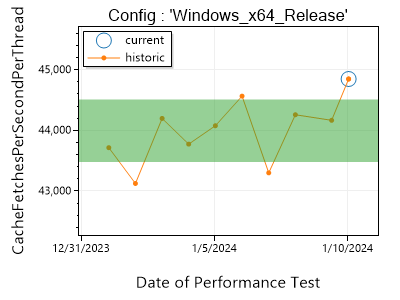 Config : 'Windows_x64_Release'
current
historic
CacheFetchesPerSecondPerThread
45,000
44,000
43,000
12/31/2023
1/5/2024
1/10/2024
Date of Performance Test